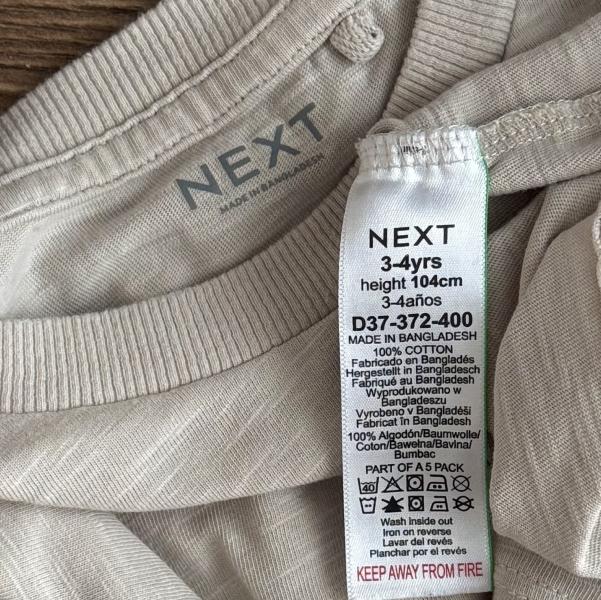 NEXT
MADE IN BANGLADESH
NEXT
3-4yrs
height 104cm
3-4años
D37-372-400
MADE IN BANGLADESH
100% COTTON
Fabricado en Bangladés
Hergestellt in Bangladesch
Fabriqué au Bangladesh
Wyprodukowano w
Bangladeszu
Vyrobeno v Bangladéši
Fabricat în Bangladesh
100% Algodón/Baumwolle/
Coton/Bawełna/Bavlna/
Bumbac
PART OF A 5 PACK
40
Wash inside out
Iron on reverse
Lavar del revés
Planchar por el revés
KEEP AWAY FROM FIRE